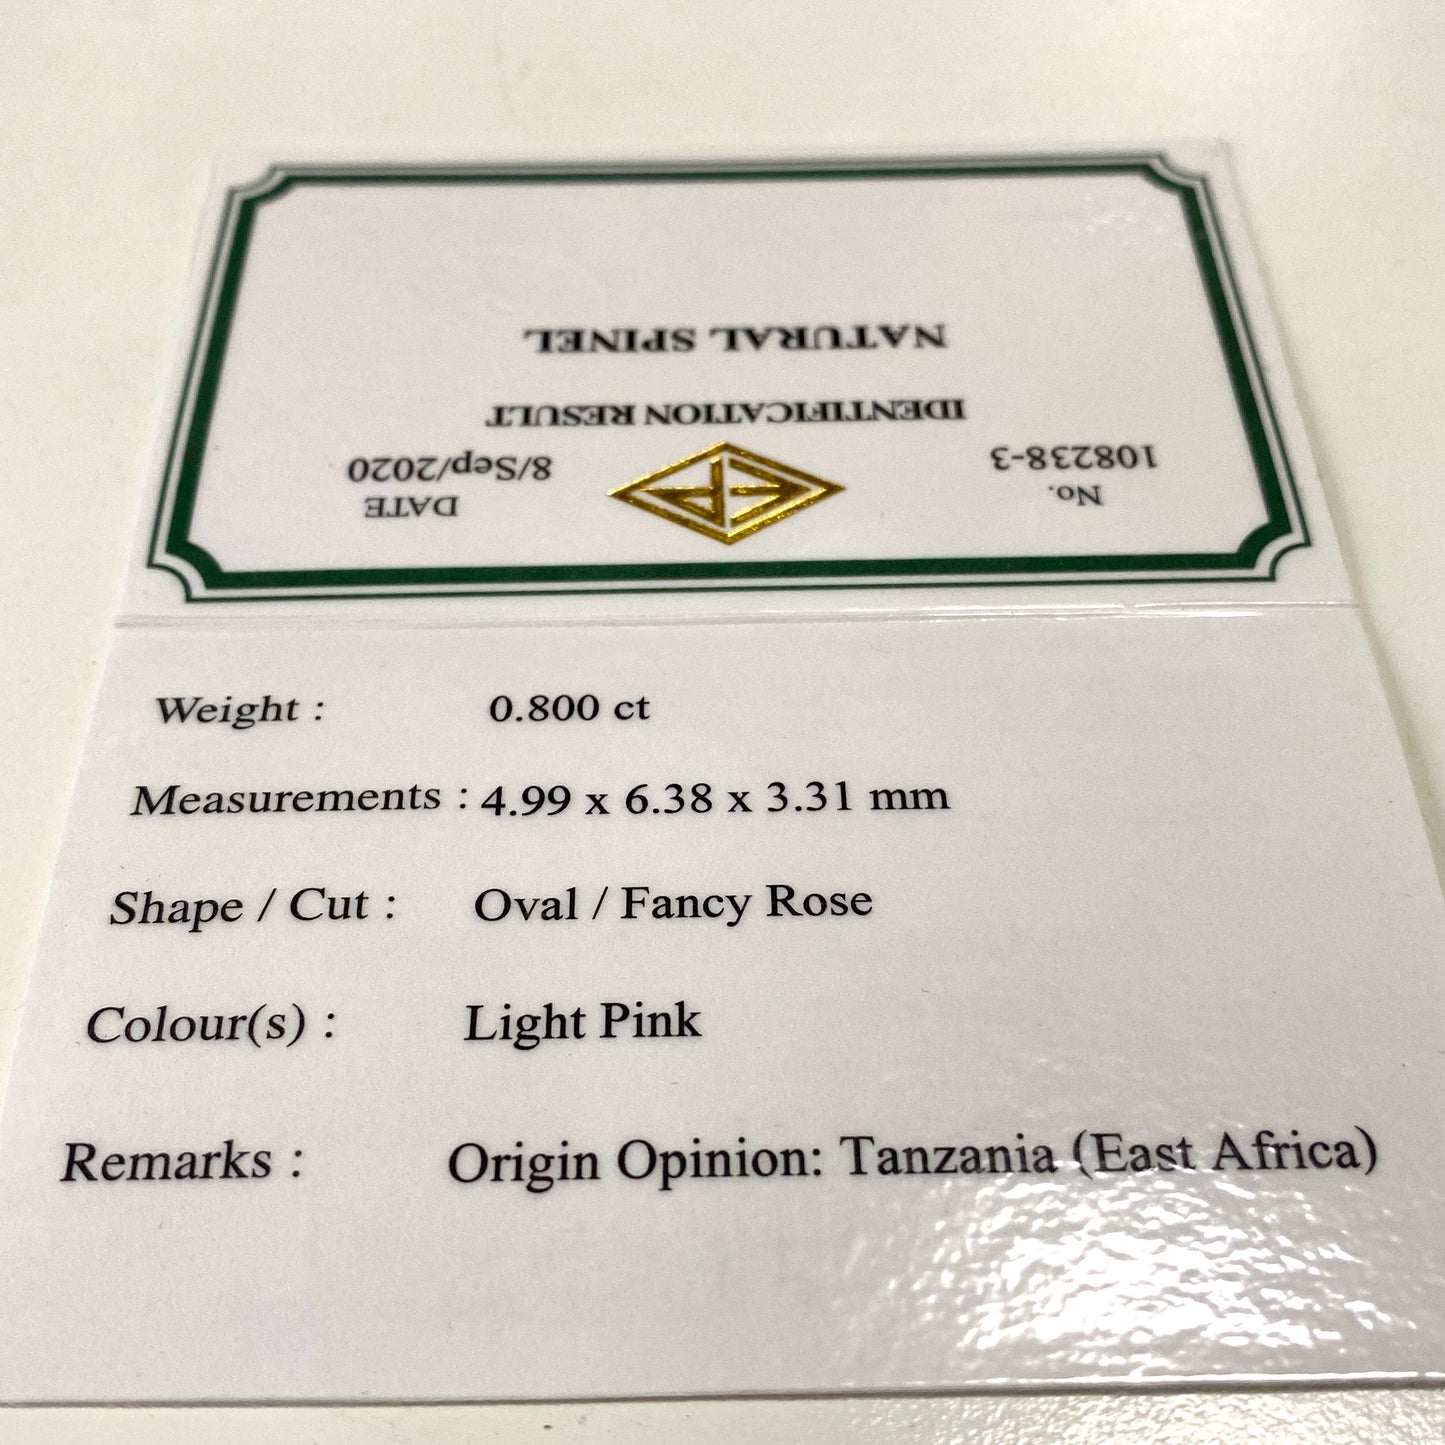 No.
108238-3
DATE
8/Sep/2020
IDENTIFICATION RESULT
NATURAL SPINEL
Weight : 0.800 ct
Measurements : 4.99 x 6.38 x 3.31 mm
Shape / Cut : Oval / Fancy Rose
Colour(s) : Light Pink
Remarks : Origin Opinion: Tanzania (East Africa)